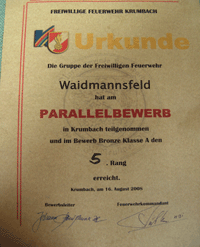 FREIWILLIGE FEUERWEHR KRUMBACH
Urkunde
Die Gruppe der Freiwilligen Feuerwehr
Waidmannsfeld
hat am
PARALLELBEWERB
in Krumbach teilgenommen
und im Bewerb Bronze Klasse A den
5. Rang
erreicht.
Krumbach, am 16. August 2008
Bewerbsleiter Feuerwehrkommandant